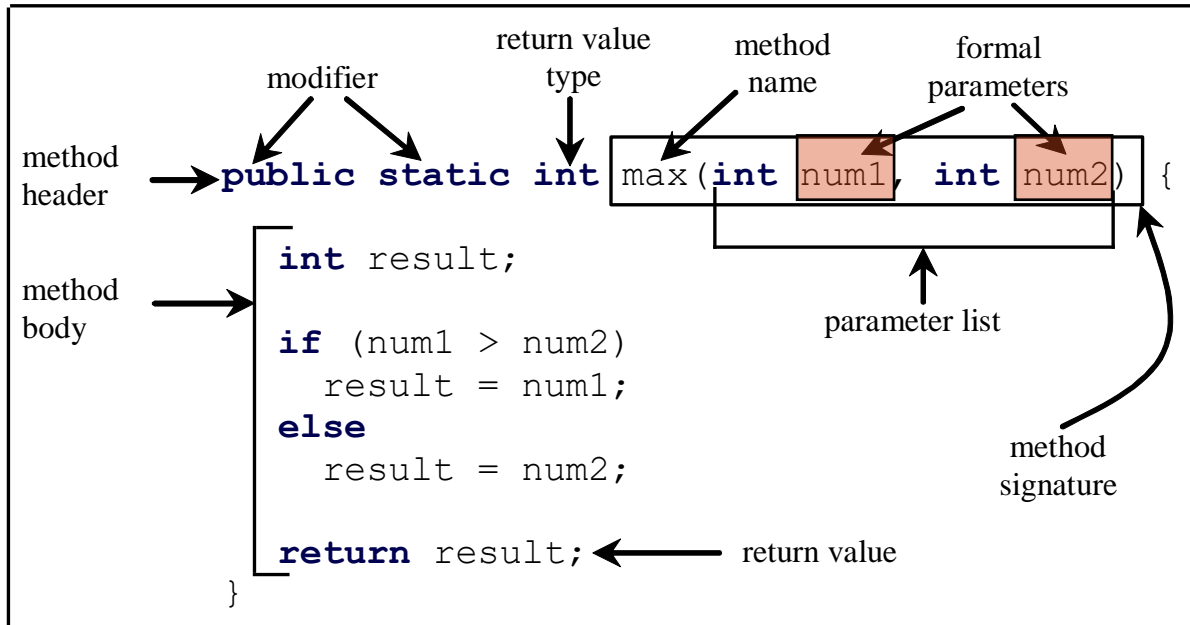 return value
type
method
name
formal
parameters
modifier
method
header
public static int max(int num1, int num2) {
method
body
int result;
if (num1 > num2)
result = num1;
else
result = num2;
return result;
}
parameter list
method
signature
return value